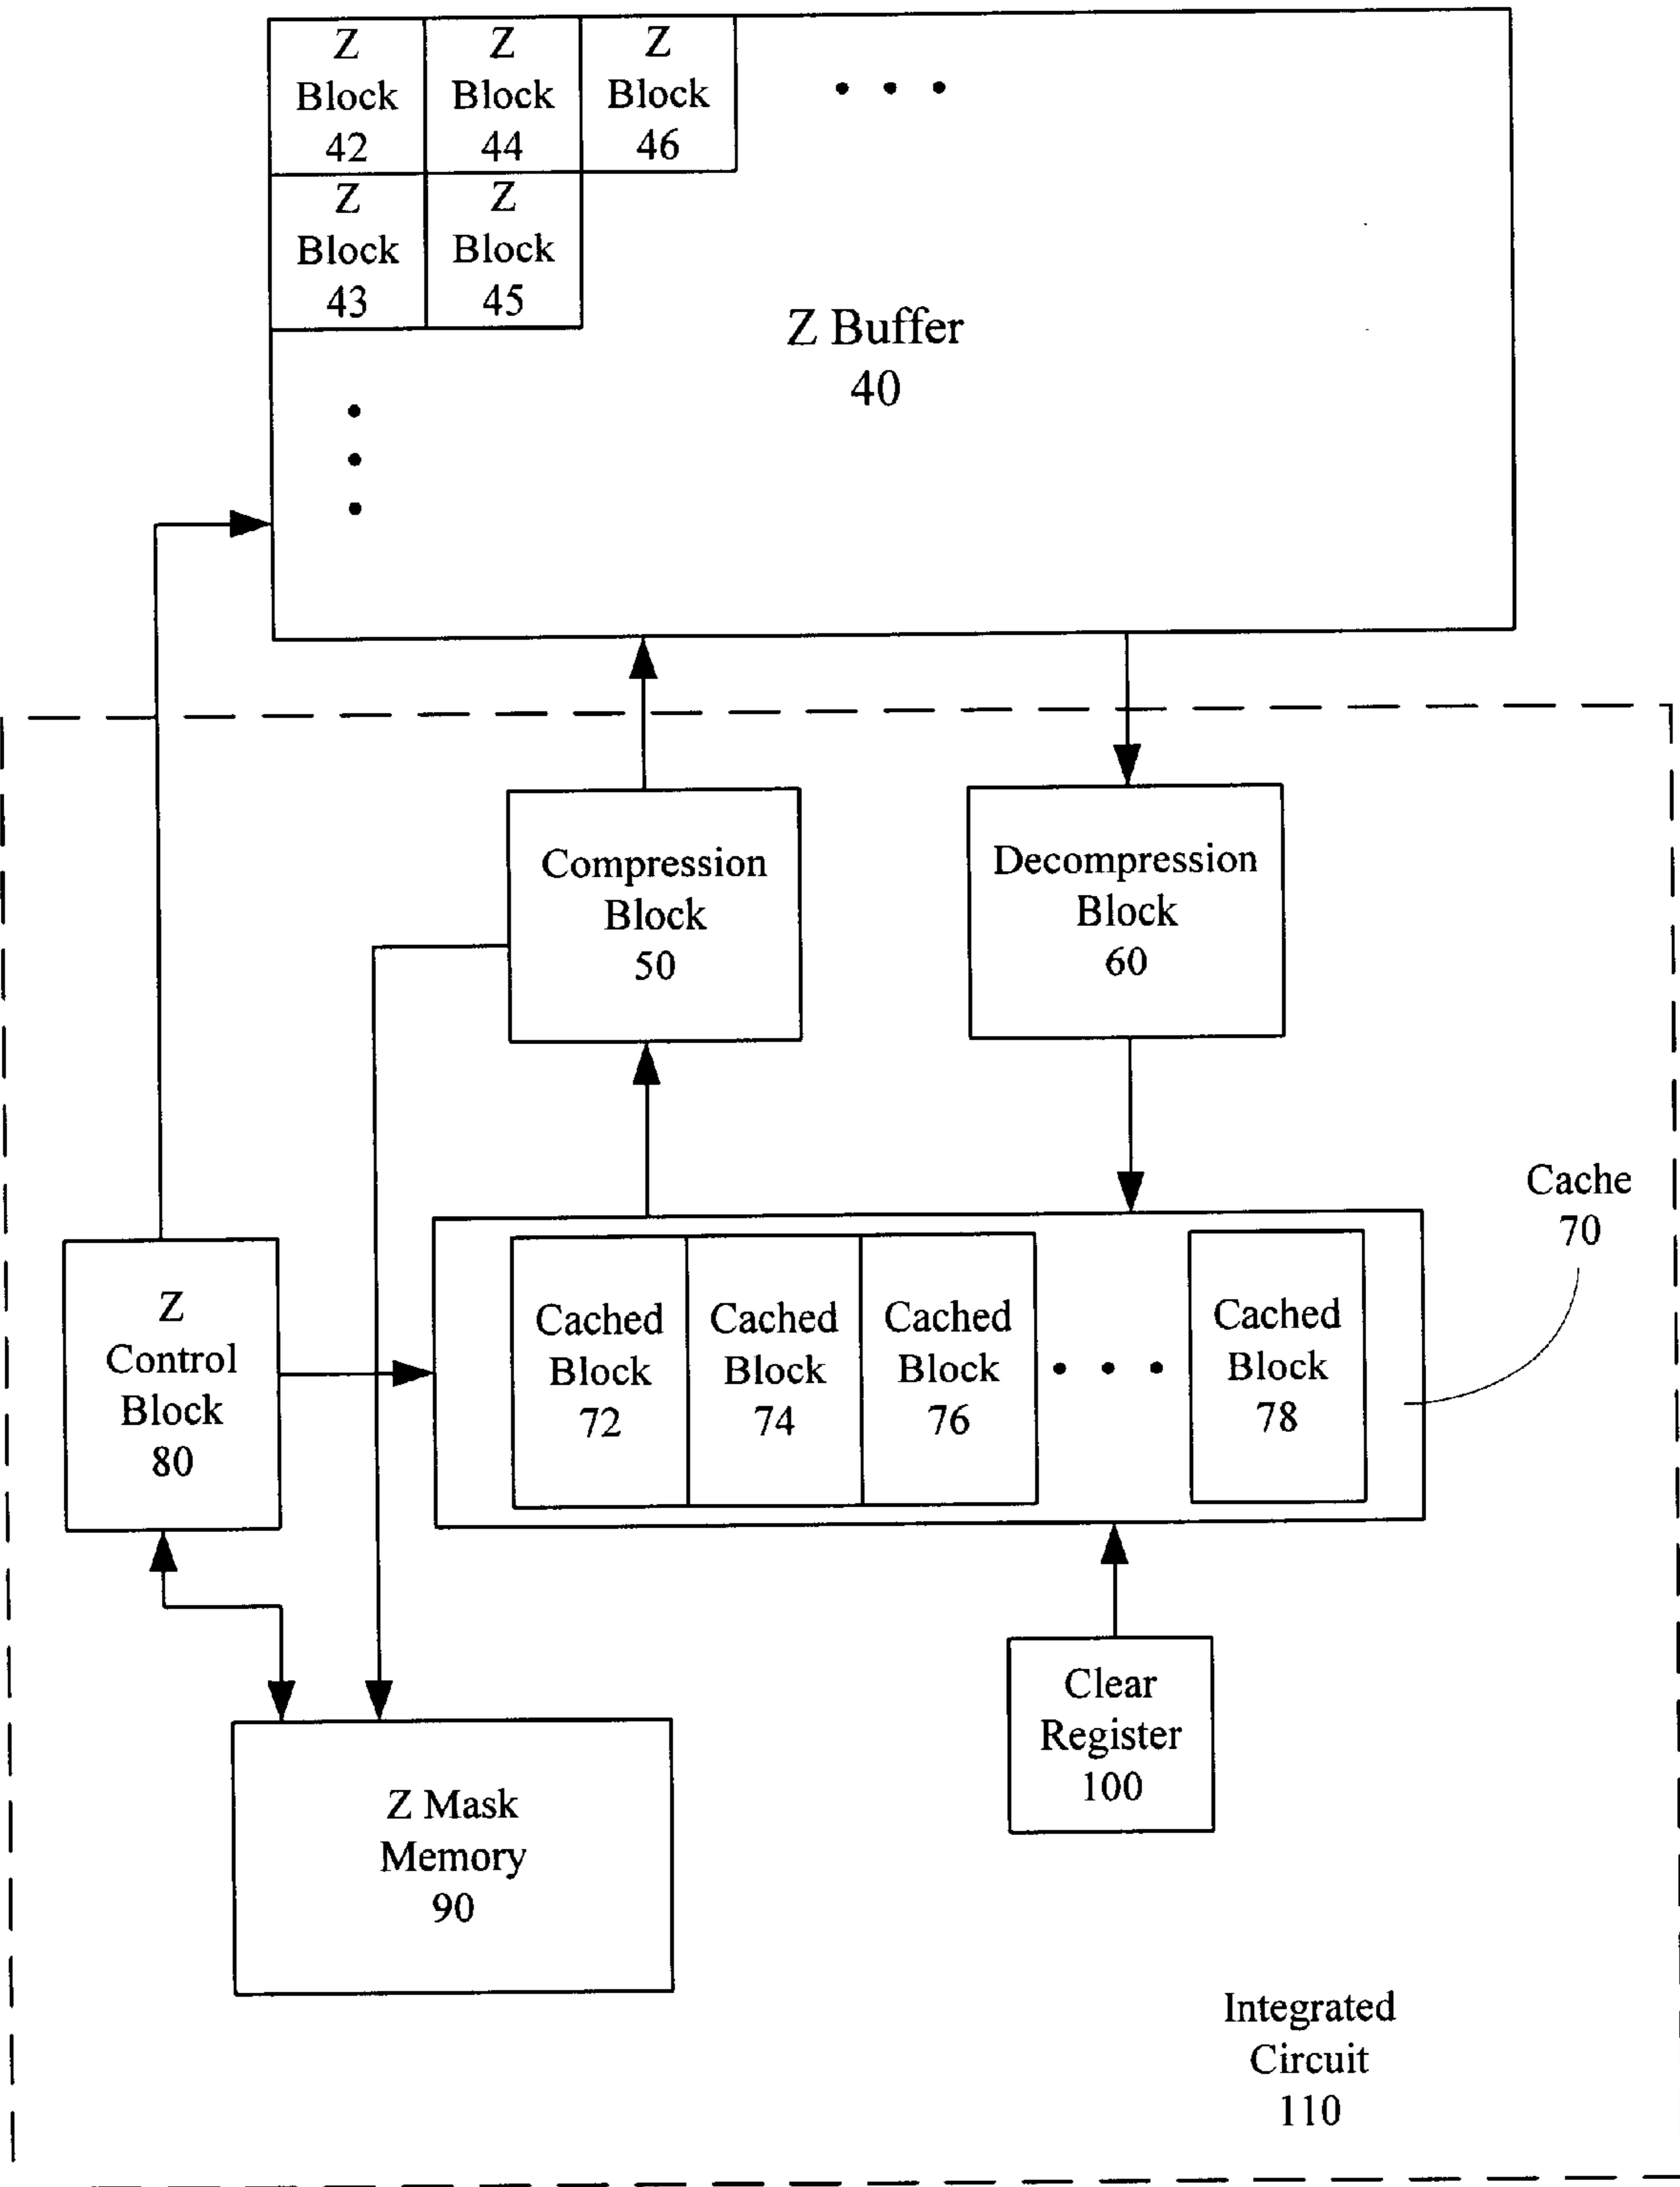 Z
Block
42
Z
Block
44
Z
Block
46
Z
Block
43
Z
Block
45
Z Buffer
40
Compression
Block
50
Decompression
Block
60
Cache
70
Z
Control
Block
80
Cached
Block
72
Cached
Block
74
Cached
Block
76
Cached
Block
78
Clear
Register
100
Z Mask
Memory
90
Integrated
Circuit
110